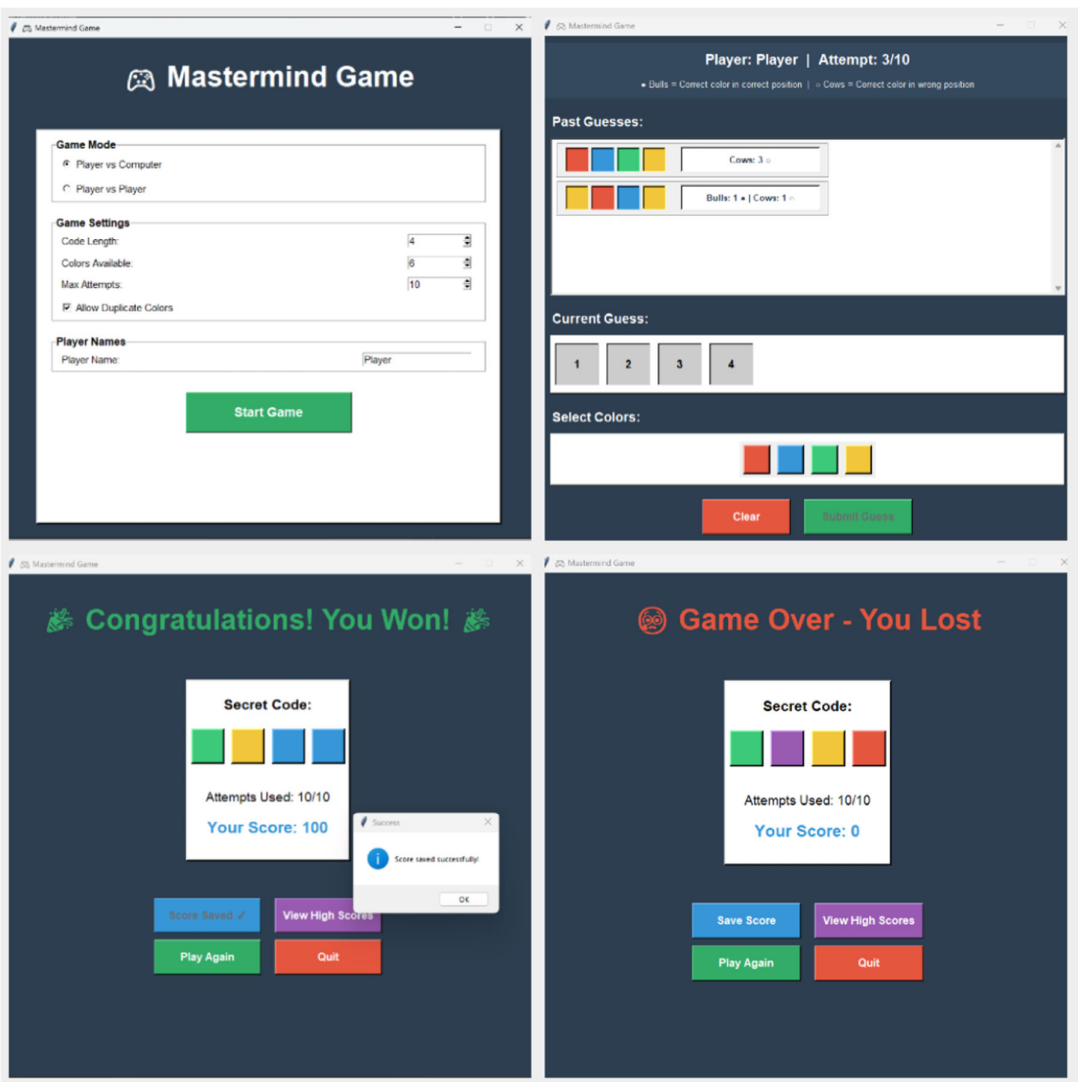 Mastermind Game
Mastermind Game
Game Mode
Player vs Computer
Player vs Player
Game Settings
Code Length: 4
Colors Available: 6
Max Attempts: 10
Allow Duplicate Colors
Player Names
Player Name: Player
Start Game
Mastermind Game
Player: Player | Attempt: 3/10
● Bulls = Correct color in correct position | ○ Cows = Correct color in wrong position
Past Guesses:
Cows: 3 ○
Bulls: 1 ● | Cows: 1 ○
Current Guess:
1 2 3 4
Select Colors:
Clear Submit Guess
Mastermind Game
🎉 Congratulations! You Won! 🎉
Secret Code:
Attempts Used: 10/10
Your Score: 100
Success
Score saved successfully!
OK
Score Saved ✓ View High Scores
Play Again Quit
Mastermind Game
Game Over - You Lost
Secret Code:
Attempts Used: 10/10
Your Score: 0
Save Score View High Scores
Play Again Quit